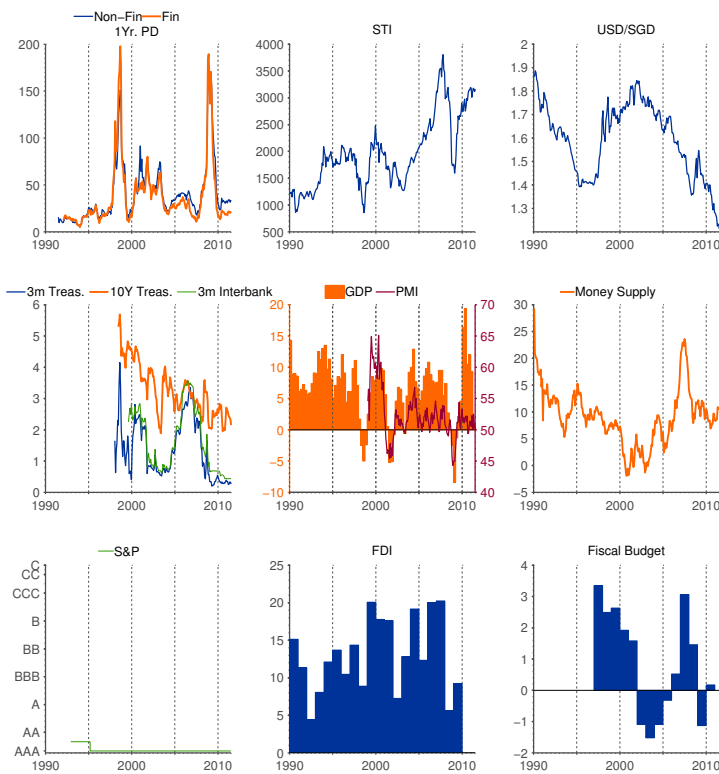 Non-Fin Fin
1Yr. PD
200
150
100
50
0
1990 2000 2010
STI
4000
3500
3000
2500
2000
1500
1000
500
1990 2000 2010
USD/SGD
2
1.9
1.8
1.7
1.6
1.5
1.4
1.3
1990 2000 2010
3m Treas. 10Y Treas. 3m Interbank
6
5
4
3
2
1
0
1990 2000 2010
GDP PMI
20 70
15 65
10 60
5 55
0 50
-5 45
-10 40
1990 2000 2010
Money Supply
30
25
20
15
10
5
0
-5
1990 2000 2010
S&P
C
CC
CCC
B
BB
BBB
A
AA
AAA
1990 2000 2010
FDI
25
20
15
10
5
0
1990 2000 2010
Fiscal Budget
4
3
2
1
0
-1
-2
1990 2000 2010